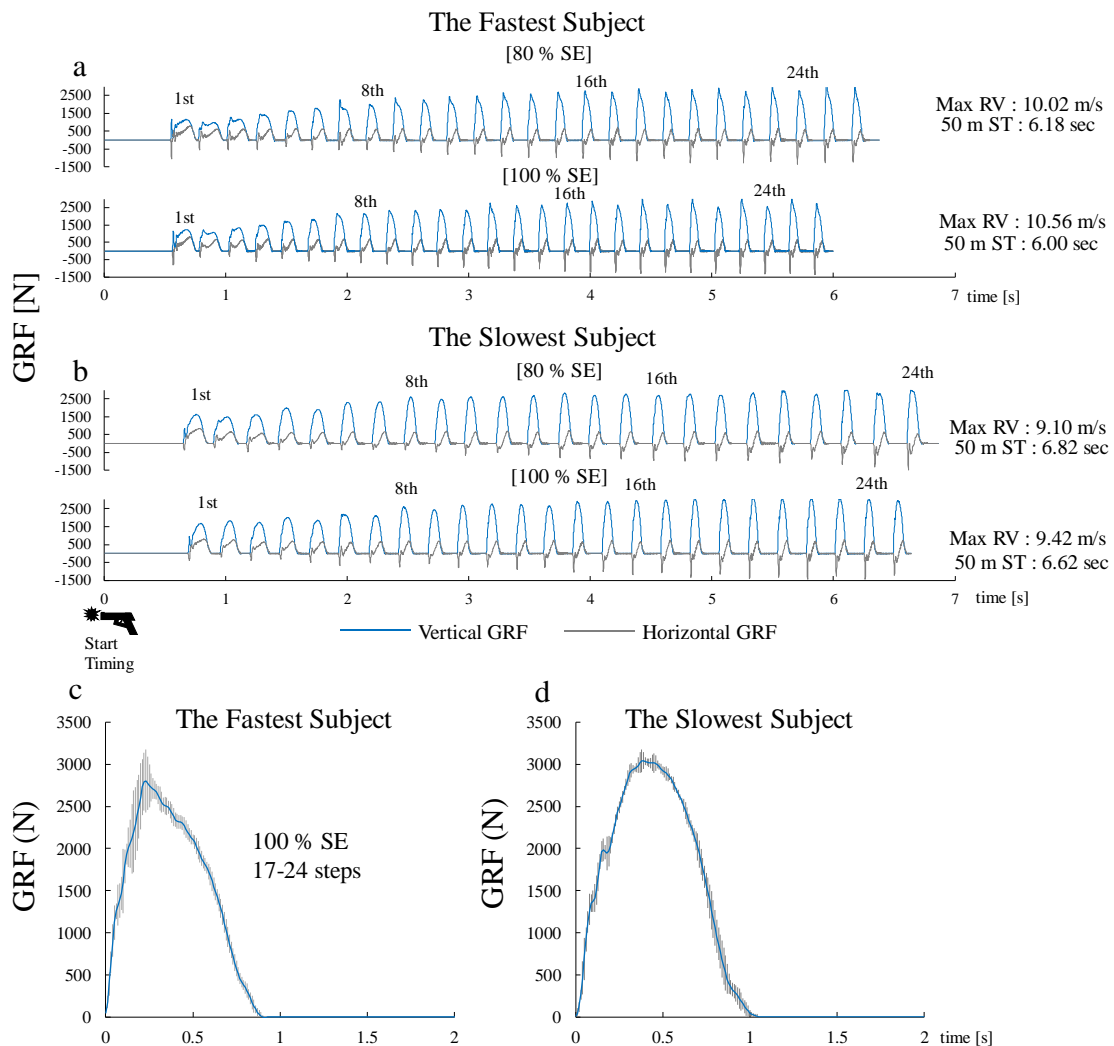 The Fastest Subject
[80 % SE]
a
1st
8th
16th
24th
2500
1500
500
-500
-1500
Max RV : 10.02 m/s
50 m ST : 6.18 sec
[100 % SE]
1st
8th
16th
24th
2500
1500
500
-500
-1500
Max RV : 10.56 m/s
50 m ST : 6.00 sec
0 1 2 3 4 5 6 7 time [s]
GRF [N]
The Slowest Subject
b
[80 % SE]
1st
8th
16th
24th
2500
1500
500
-500
-1500
Max RV : 9.10 m/s
50 m ST : 6.82 sec
[100 % SE]
1st
8th
16th
24th
2500
1500
500
-500
-1500
Max RV : 9.42 m/s
50 m ST : 6.62 sec
0 1 2 3 4 5 6 7 time [s]
Start
Timing
Vertical GRF Horizontal GRF
c
The Fastest Subject
3500
3000
2500
2000
1500
1000
500
0
GRF (N)
100 % SE
17-24 steps
0 0.5 1 1.5 2
d
The Slowest Subject
3500
3000
2500
2000
1500
1000
500
0
GRF (N)
0 0.5 1 1.5 2 time [s]